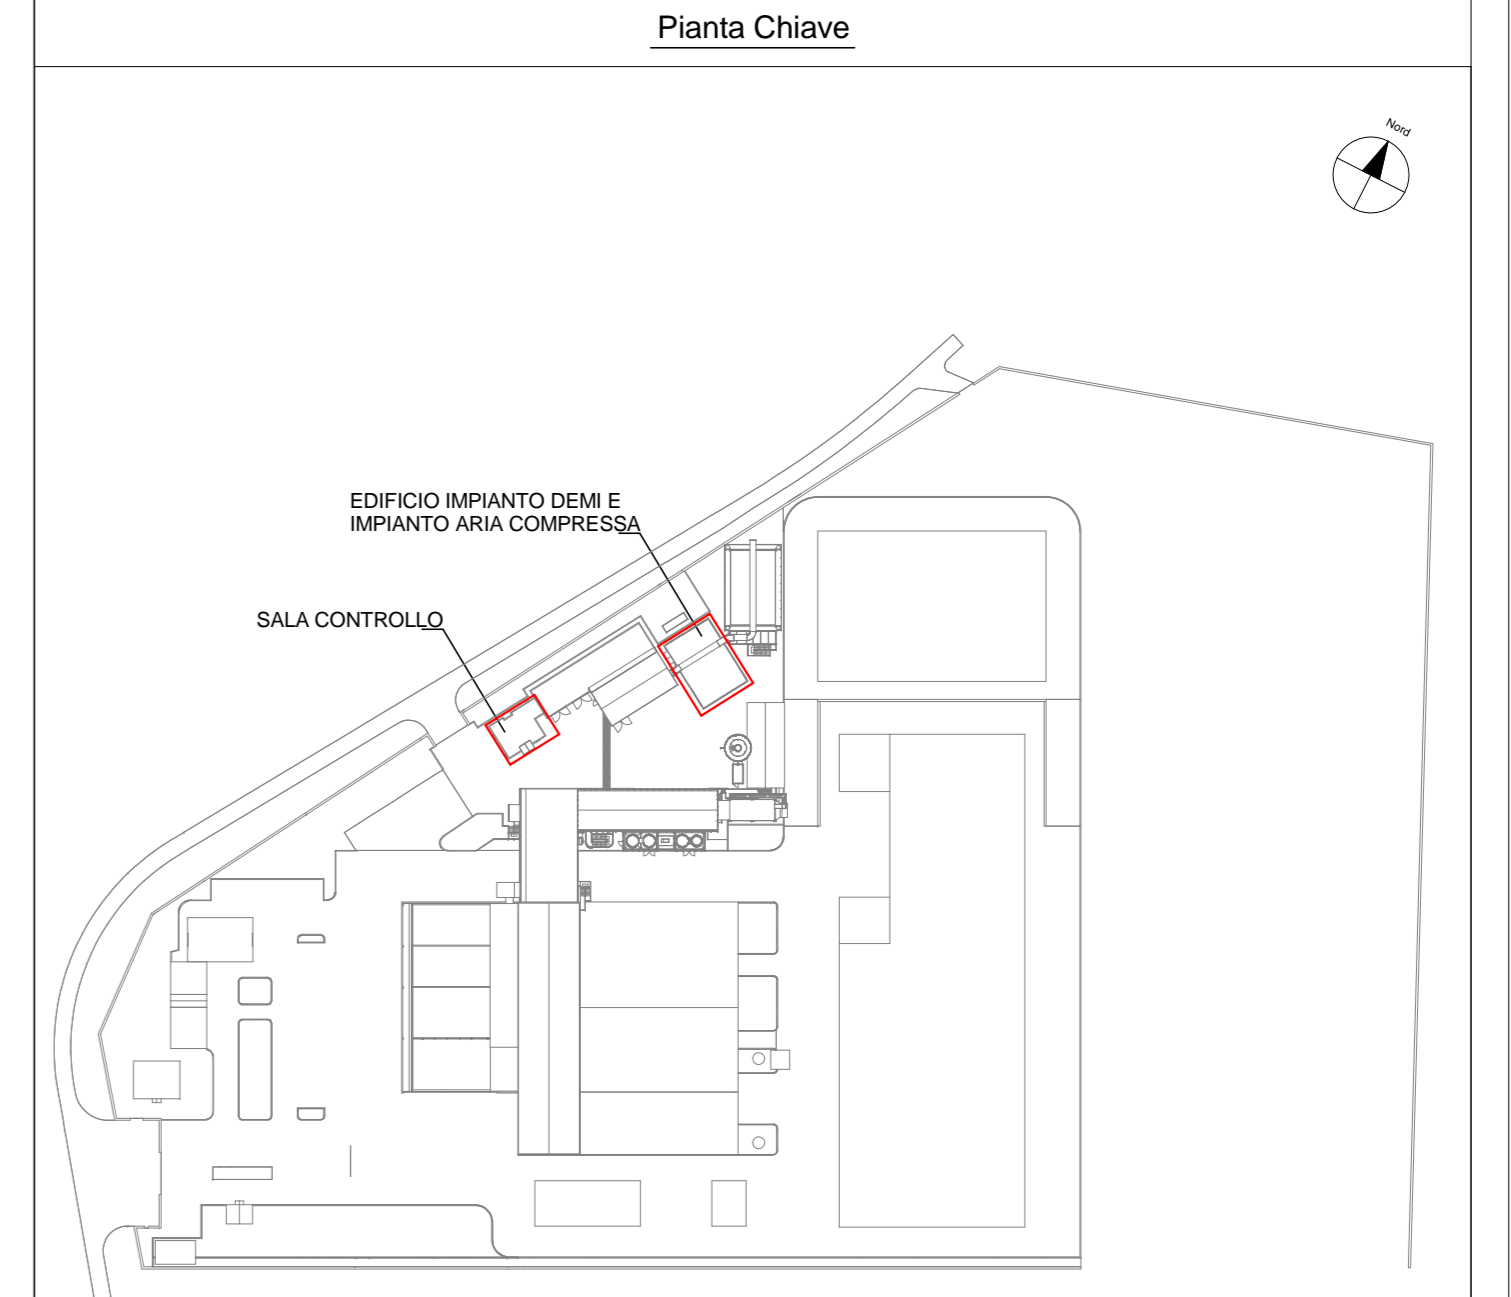 Pianta Chiave
Nord
EDIFICIO IMPIANTO DEMI E
IMPIANTO ARIA COMPRESSA
SALA CONTROLLO